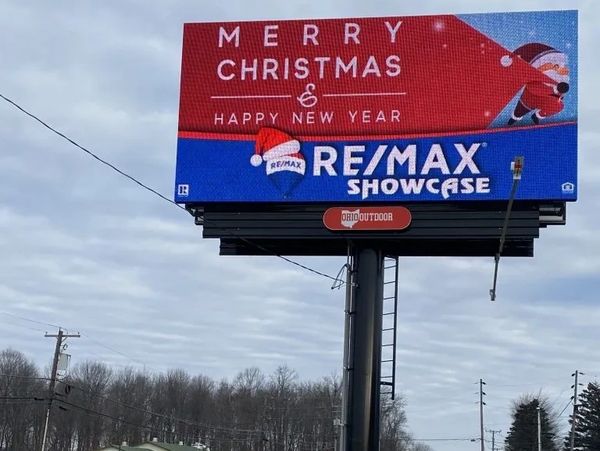 MERRY
CHRISTMAS
&
HAPPY NEW YEAR
RE/MAX
RE/MAX®
SHOWCASE
R
OHIO OUTDOOR